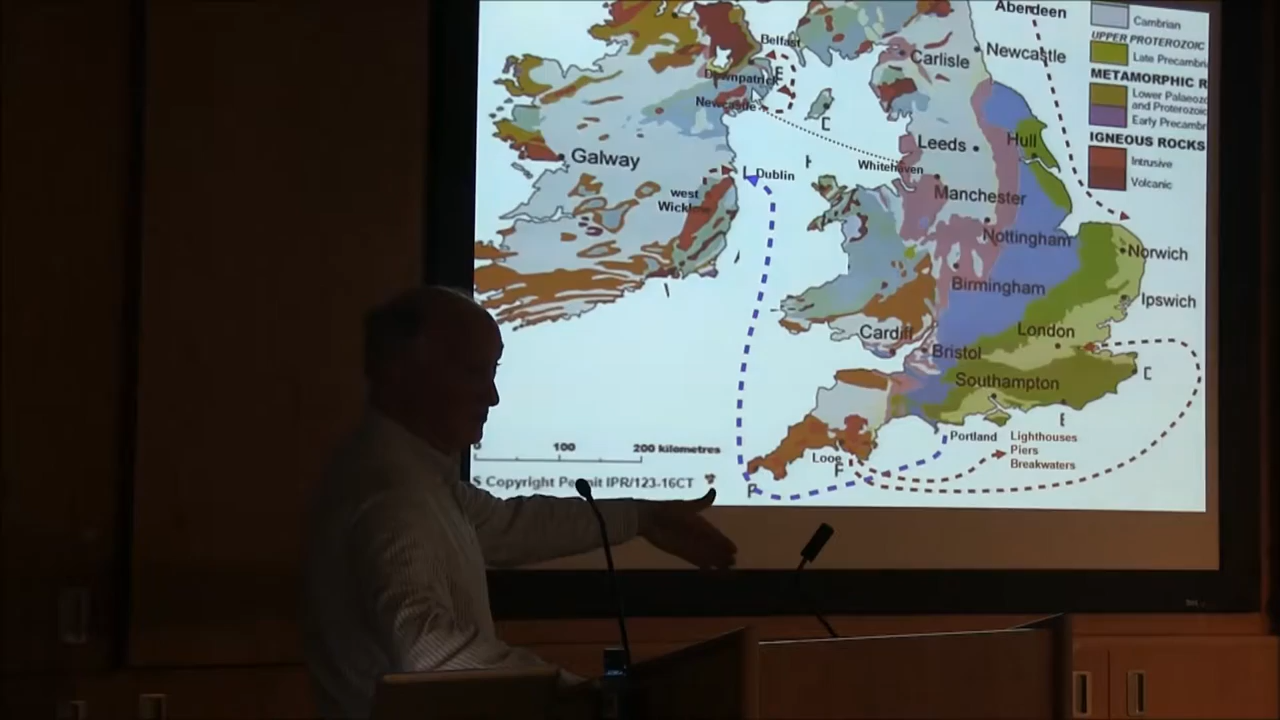 Aberdeen
Cambrian
UPPER PROTEROZOIC
Late Precambri
METAMORPHIC R
Lower Palaeozo
and Proterozoic
Early Precambr
IGNEOUS ROCKS
Intrusive
Volcanic
Belfast
Downpatrick
E
Newcastle
C
Carlisle
Newcastle
Leeds
Hull
Whitehaven
Manchester
Nottingham
Norwich
Birmingham
Ipswich
London
Cardiff
Bristol
Southampton
C
E
Galway
Dublin
west
Wicklow
Portland
Lighthouses
Piers
Breakwaters
Looe
F
P
100
200 kilometres
S Copyright Permit IPR/123-16CT